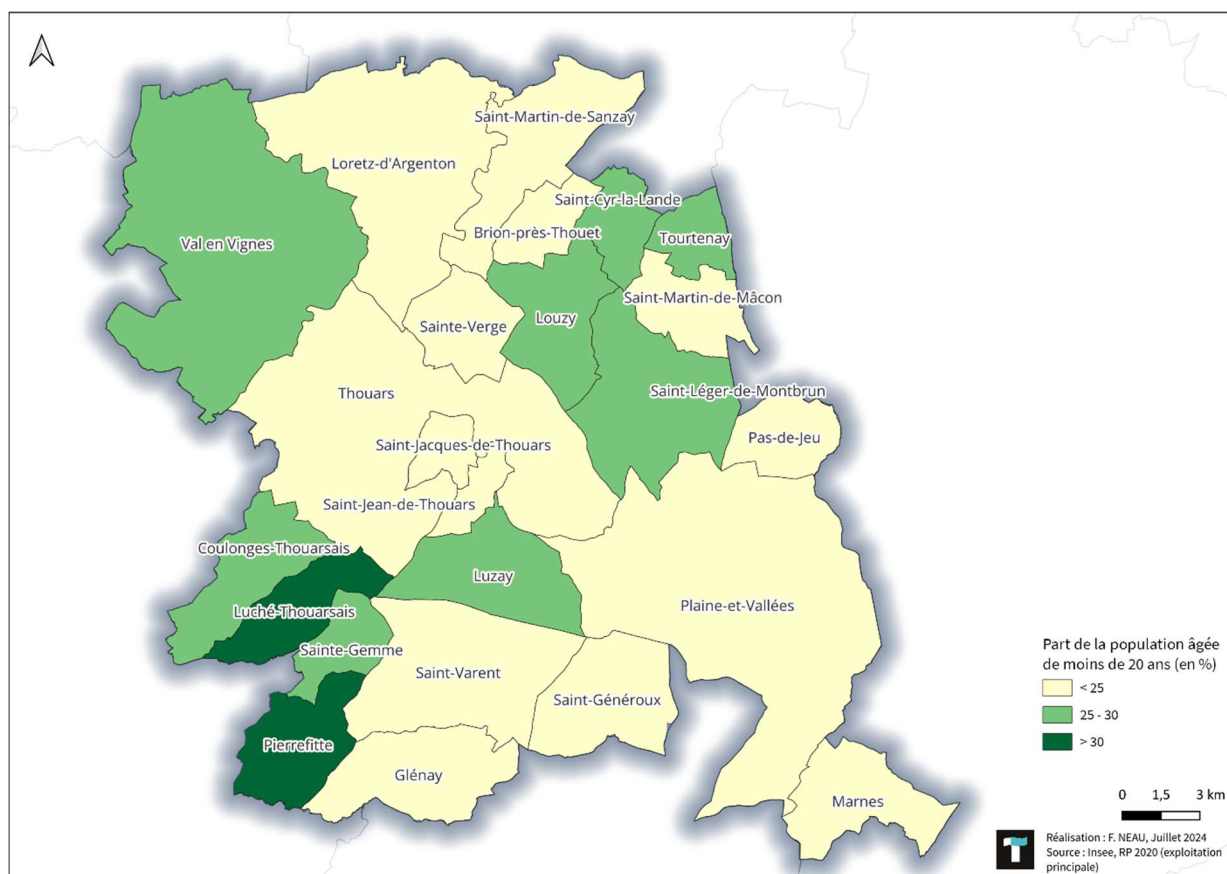 Saint-Martin-de-Sanzay
Loretz-d'Argenton
Saint-Cyr-la-Lande
Brion-près-Thouet
Tourtenay
Val en Vignes
Saint-Martin-de-Mâcon
Louzy
Sainte-Verge
Thouars
Saint-Léger-de-Montbrun
Pas-de-Jeu
Saint-Jacques-de-Thouars
Saint-Jean-de-Thouars
Coulonges-Thouarsais
Luzay
Plaine-et-Vallées
Luché-Thouarsais
Sainte-Gemme
Saint-Varent
Saint-Généroux
Pierrefitte
Glénay
Marnes
Part de la population âgée
de moins de 20 ans (en %)
< 25
25 - 30
> 30
0 1,5 3 km
T
Réalisation : F. NEAU, Juillet 2024
Source : Insee, RP 2020 (exploitation
principale)